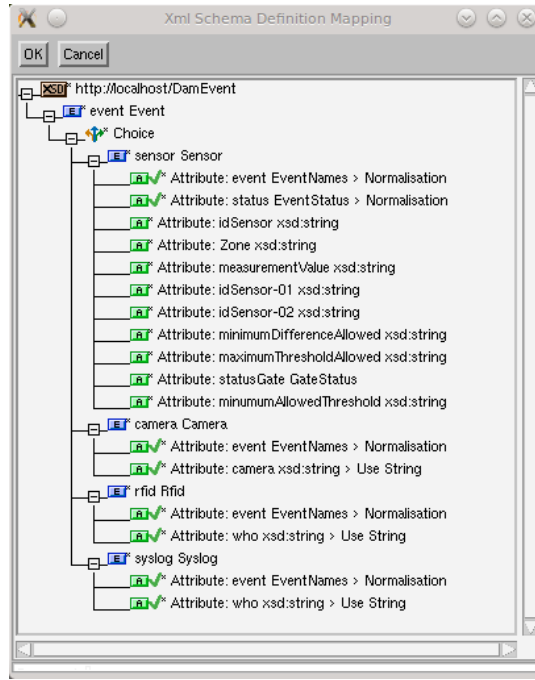 Xml Schema Definition Mapping
OK Cancel
XSD http://localhost/DamEvent
E event Event
Choice
E sensor Sensor
A Attribute: event EventNames > Normalisation
A Attribute: status EventStatus > Normalisation
A Attribute: idSensor xsd:string
A Attribute: Zone xsd:string
A Attribute: measurementValue xsd:string
A Attribute: idSensor-01 xsd:string
A Attribute: idSensor-02 xsd:string
A Attribute: minimumDifferenceAllowed xsd:string
A Attribute: maximumThresholdAllowed xsd:string
A Attribute: statusGate GateStatus
A Attribute: minumumAllowedThreshold xsd:string
E camera Camera
A Attribute: event EventNames > Normalisation
A Attribute: camera xsd:string > Use String
E rfid Rfid
A Attribute: event EventNames > Normalisation
A Attribute: who xsd:string > Use String
E syslog Syslog
A Attribute: event EventNames > Normalisation
A Attribute: who xsd:string > Use String